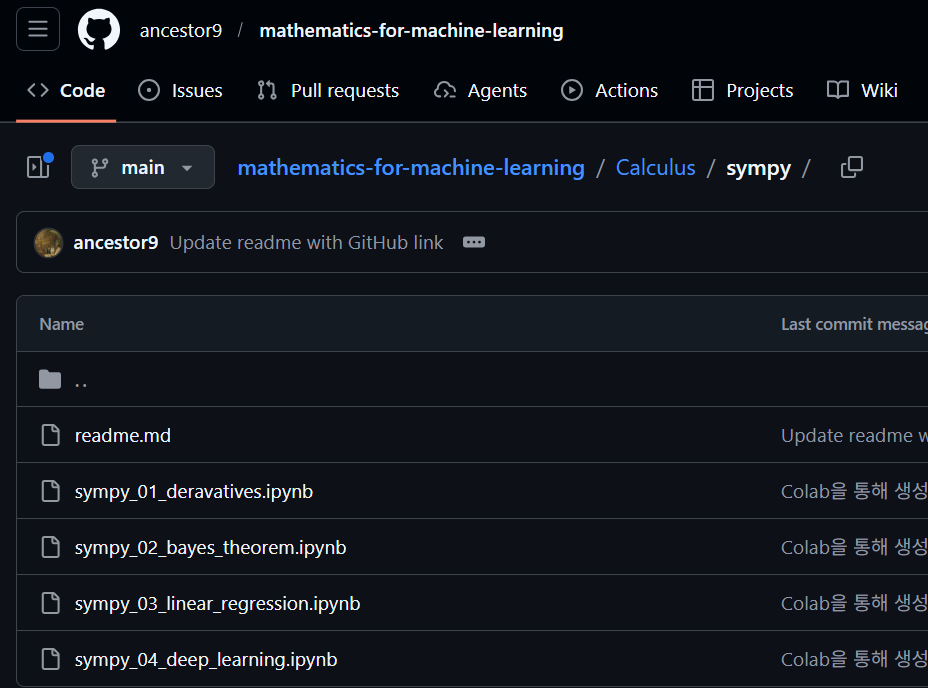 ancestor9 / mathematics-for-machine-learning
Code Issues Pull requests Agents Actions Projects Wiki
main mathematics-for-machine-learning / Calculus / sympy /
ancestor9 Update readme with GitHub link
Name Last commit messag
..
readme.md Update readme w
sympy_01_deravatives.ipynb Colab을 통해 생성
sympy_02_bayes_theorem.ipynb Colab을 통해 생성
sympy_03_linear_regression.ipynb Colab을 통해 생성
sympy_04_deep_learning.ipynb Colab을 통해 생성